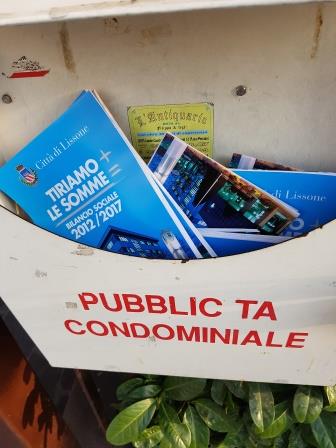 L'Antiquario
Città di Lissone
TIRIAMO
LE SOMME
BILANCIO SOCIALE
2012/2017
Città di Lissone
PUBBLIC TA
CONDOMINIALE